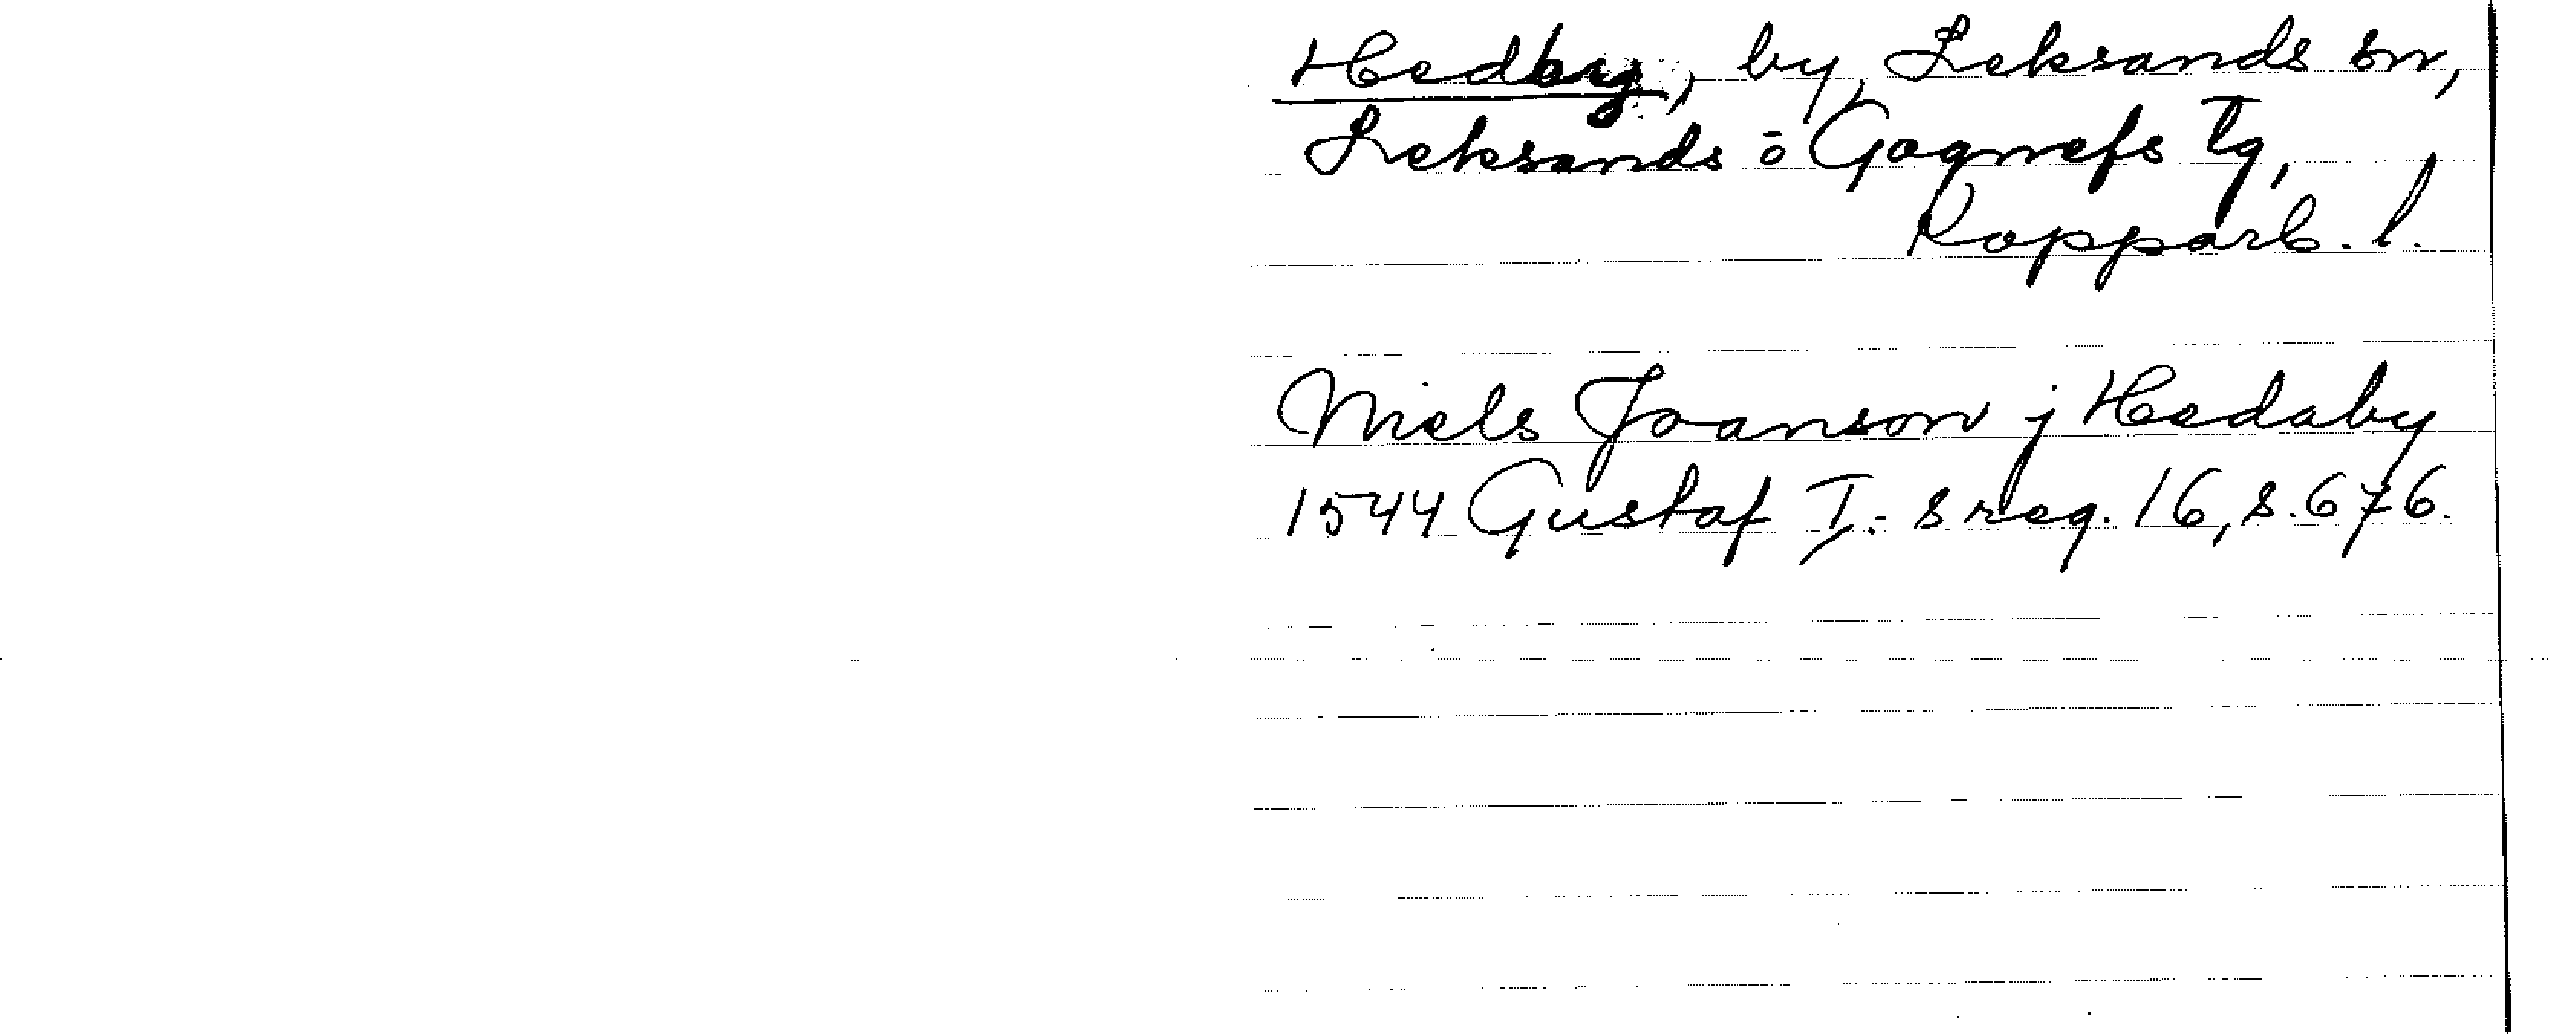 Hedby, by, Leksands sn,
Leksands o Gagnefs tg,
Kopparb. l.
Niels Joanson j Hedaby
1544 Gustaf I:s reg. 16, s. 676.